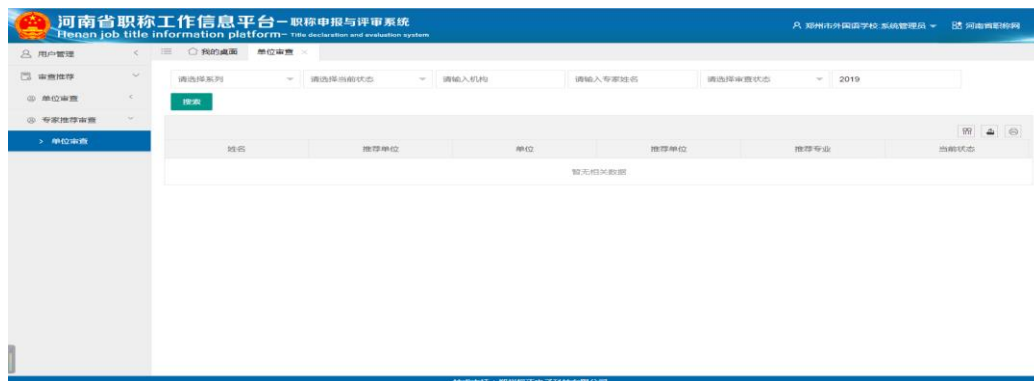 河南省职称工作信息平台-职称申报与评审系统
Henan job title information platform- Title declaration and evaluation system
郑州市外国语学校.系统管理员
河南省职称网
用户管理
我的桌面
单位审查
审查推荐
请选择系列
请选择当前状态
请输入机构
请输入专家姓名
请选择审查状态
2019
单位审查
搜索
专家推荐审查
单位审查
姓名
推荐单位
单位
推荐单位
推荐专业
当前状态
暂无相关数据